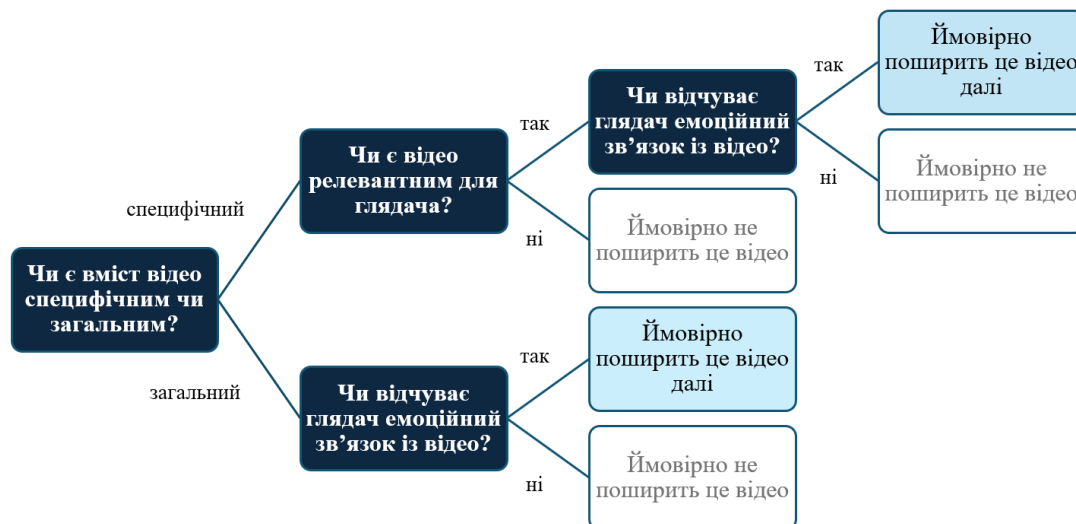 Чи є вміст відео
специфічним чи
загальним?
специфічний
Чи є відео
релевантним для
глядача?
так
Чи відчуває
глядач емоційний
зв’язок із відео?
так
Ймовірно
поширить це відео
далі
ні
Ймовірно не
поширить це відео
ні
Ймовірно не
поширить це відео
загальний
Чи відчуває
глядач емоційний
зв’язок із відео?
так
Ймовірно
поширить це відео
далі
ні
Ймовірно не
поширить це відео